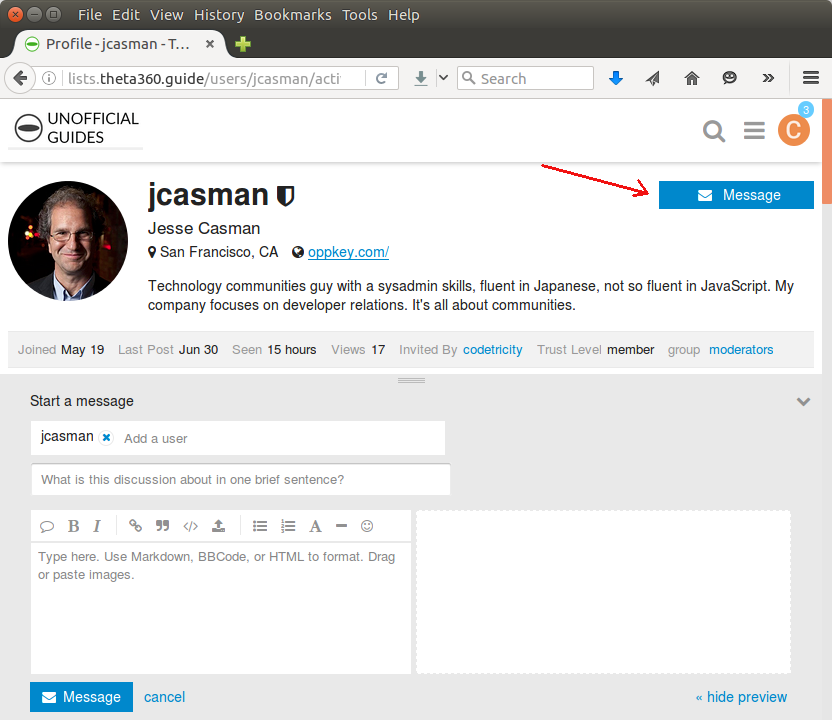 File Edit View History Bookmarks Tools Help
Profile - jcasman - T…
lists.theta360.guide/users/jcasman/acti
Search
UNOFFICIAL
GUIDES
C
3
jcasman
Message
Jesse Casman
San Francisco, CA oppkey.com/
Technology communities guy with a sysadmin skills, fluent in Japanese, not so fluent in JavaScript. My
company focuses on developer relations. It's all about communities.
Joined May 19 Last Post Jun 30 Seen 15 hours Views 17 Invited By codetricity Trust Level member group moderators
Start a message
jcasman Add a user
What is this discussion about in one brief sentence?
B I A
Type here. Use Markdown, BBCode, or HTML to format. Drag
or paste images.
Message cancel « hide preview